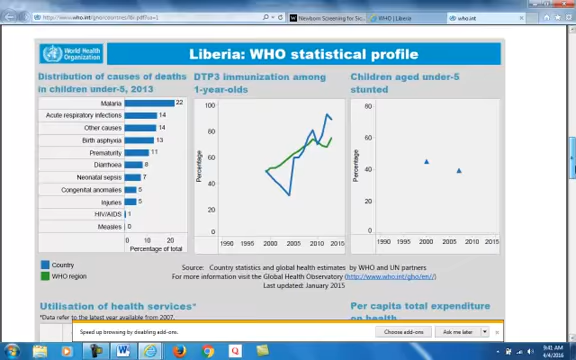 Newborn Screening for Sic...
WHO | Liberia
who.int
World Health
Organization
Liberia: WHO statistical profile
Distribution of causes of deaths
in children under-5, 2013
Malaria 22
Acute respiratory infections 14
Other causes 14
Birth asphyxia 13
Prematurity 11
Diarrhoea 8
Neonatal sepsis 7
Congenital anomalies 5
Injuries 5
HIV/AIDS 1
Measles 0
0 10 20
Percentage of total
DTP3 immunization among
1-year-olds
Percentage
100
80
60
40
20
0
1990 1995 2000 2005 2010 2015
Children aged under-5
stunted
Percentage
80
60
40
20
0
1990 1995 2000 2005 2010 2015
Country
WHO region
Source: Country statistics and global health estimates by WHO and UN partners
For more information visit the Global Health Observatory (http://www.who.int/gho/en//)
Last updated: January 2015
Utilisation of health services*
*Data refer to the latest year available from 2007.
Per capita total expenditure
on health
Speed up browsing by disabling add-ons.
Choose add-ons
Ask me later
9:41 AM
4/4/2016